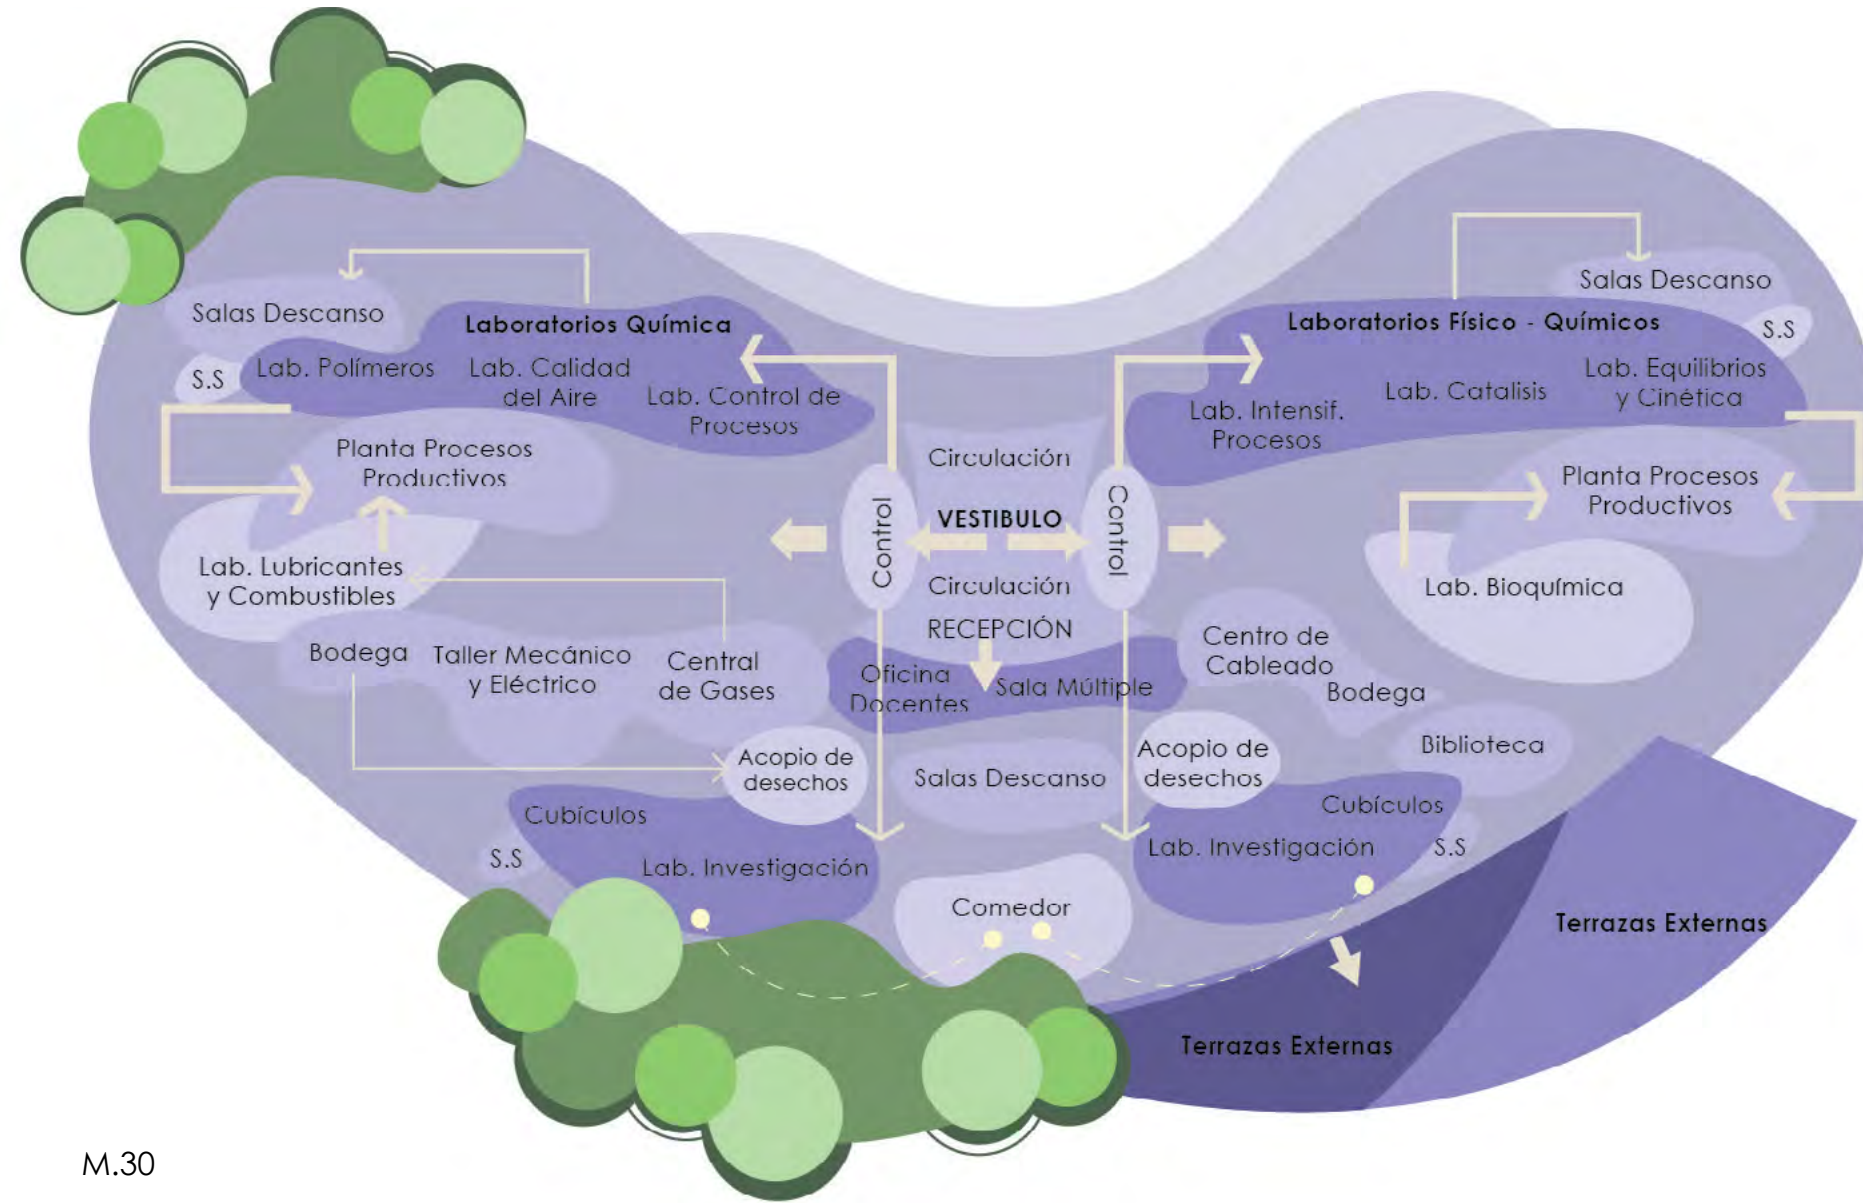 Salas Descanso
S.S
Laboratorios Química
Lab. Polímeros
Lab. Calidad
del Aire
Lab. Control de
Procesos
Planta Procesos
Productivos
Lab. Lubricantes
y Combustibles
Bodega
Taller Mecánico
y Eléctrico
Central
de Gases
Acopio de
desechos
Cubículos
S.S
Lab. Investigación
Control
Circulación
VESTIBULO
Circulación
RECEPCIÓN
Control
Oficina
Docentes
Sala Múltiple
Salas Descanso
Comedor
Salas Descanso
S.S
Laboratorios Físico - Químicos
Lab. Intensif.
Procesos
Lab. Catalisis
Lab. Equilibrios
y Cinética
Planta Procesos
Productivos
Lab. Bioquímica
Centro de
Cableado
Bodega
Biblioteca
Acopio de
desechos
Cubículos
Lab. Investigación
S.S
Terrazas Externas
Terrazas Externas
M.30